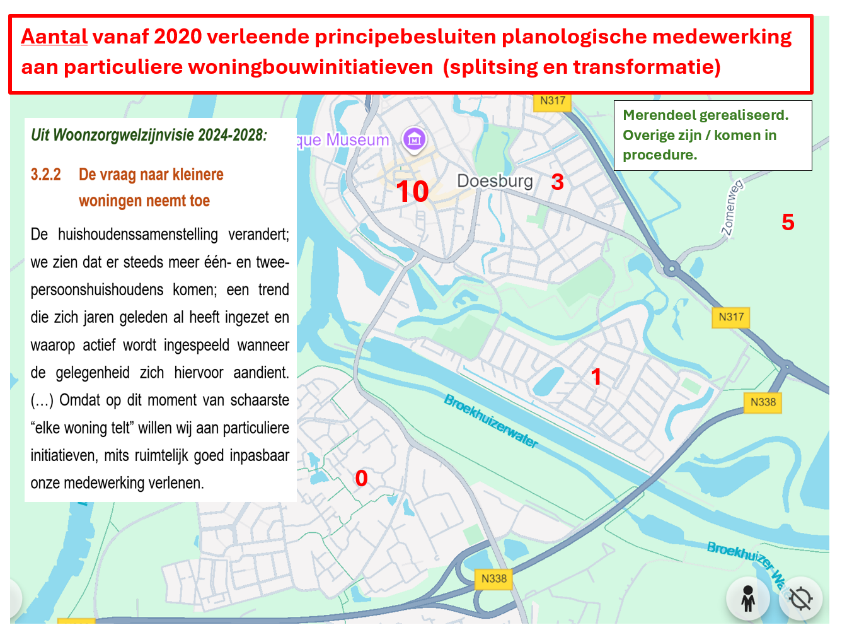 Aantal vanaf 2020 verleende principebesluiten planologische medewerking
aan particuliere woningbouwinitiatieven (splitsing en transformatie)
N317
Merendeel gerealiseerd.
Overige zijn / komen in
procedure.
Uit Woonzorgwelzijnvisie 2024-2028:
3.2.2 De vraag naar kleinere
woningen neemt toe
De huishoudenssamenstelling verandert;
we zien dat er steeds meer één- en twee-
persoonshuishoudens komen; een trend
die zich jaren geleden al heeft ingezet en
waarop actief wordt ingespeeld wanneer
de gelegenheid zich hiervoor aandient.
(…) Omdat op dit moment van schaarste
“elke woning telt” willen wij aan particuliere
initiatieven, mits ruimtelijk goed inpasbaar
onze medewerking verlenen.
que Museum
Doesburg
10
3
5
Zomerweg
N317
1
N338
Broekhuizerwater
0
Broekhuizer Wa
N338